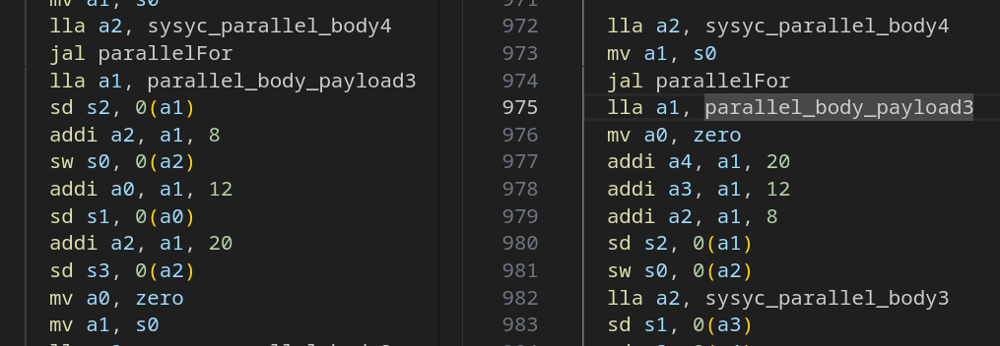 mv a1, s0
lla a2, sysyc_parallel_body4
jal parallelFor
lla a1, parallel_body_payload3
sd s2, 0(a1)
addi a2, a1, 8
sw s0, 0(a2)
addi a0, a1, 12
sd s1, 0(a0)
addi a2, a1, 20
sd s3, 0(a2)
mv a0, zero
mv a1, s0
971
972 lla a2, sysyc_parallel_body4
973 mv a1, s0
974 jal parallelFor
975 lla a1, parallel_body_payload3
976 mv a0, zero
977 addi a4, a1, 20
978 addi a3, a1, 12
979 addi a2, a1, 8
980 sd s2, 0(a1)
981 sw s0, 0(a2)
982 lla a2, sysyc_parallel_body3
983 sd s1, 0(a3)